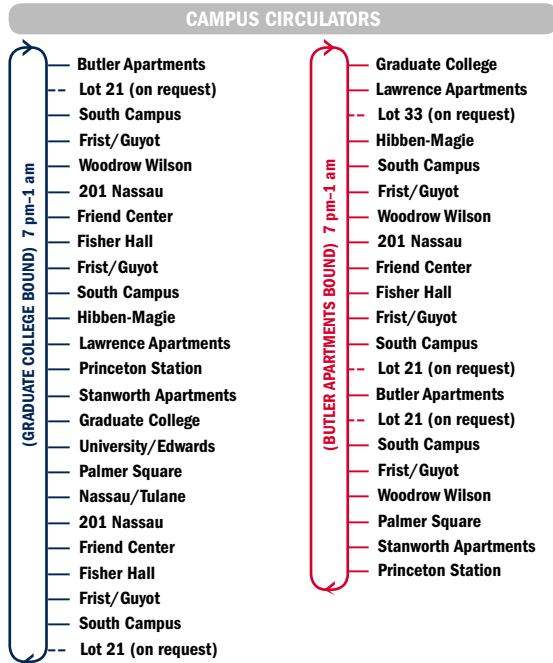 CAMPUS CIRCULATORS
(GRADUATE COLLEGE BOUND) 7 pm–1 am
Butler Apartments
Lot 21 (on request)
South Campus
Frist/Guyot
Woodrow Wilson
201 Nassau
Friend Center
Fisher Hall
Frist/Guyot
South Campus
Hibben-Magie
Lawrence Apartments
Princeton Station
Stanworth Apartments
Graduate College
University/Edwards
Palmer Square
Nassau/Tulane
201 Nassau
Friend Center
Fisher Hall
Frist/Guyot
South Campus
Lot 21 (on request)
(BUTLER APARTMENTS BOUND) 7 pm–1 am
Graduate College
Lawrence Apartments
Lot 33 (on request)
Hibben-Magie
South Campus
Frist/Guyot
Woodrow Wilson
201 Nassau
Friend Center
Fisher Hall
Frist/Guyot
South Campus
Lot 21 (on request)
Butler Apartments
Lot 21 (on request)
South Campus
Frist/Guyot
Woodrow Wilson
Palmer Square
Stanworth Apartments
Princeton Station